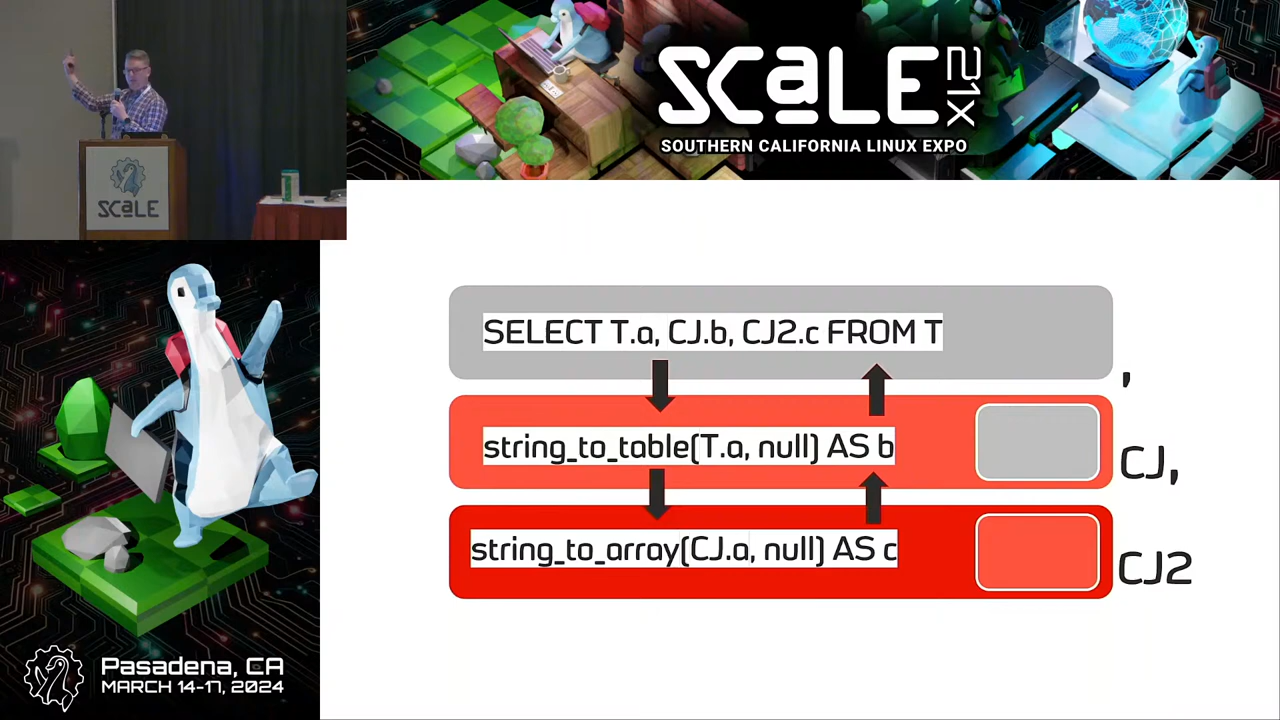 SCaLE 21X
SOUTHERN CALIFORNIA LINUX EXPO
SCaLE
SELECT T.a, CJ.b, CJ2.c FROM T
,
string_to_table(T.a, null) AS b
CJ,
string_to_array(CJ.a, null) AS c
CJ2
Pasadena, CA
MARCH 14-17, 2024